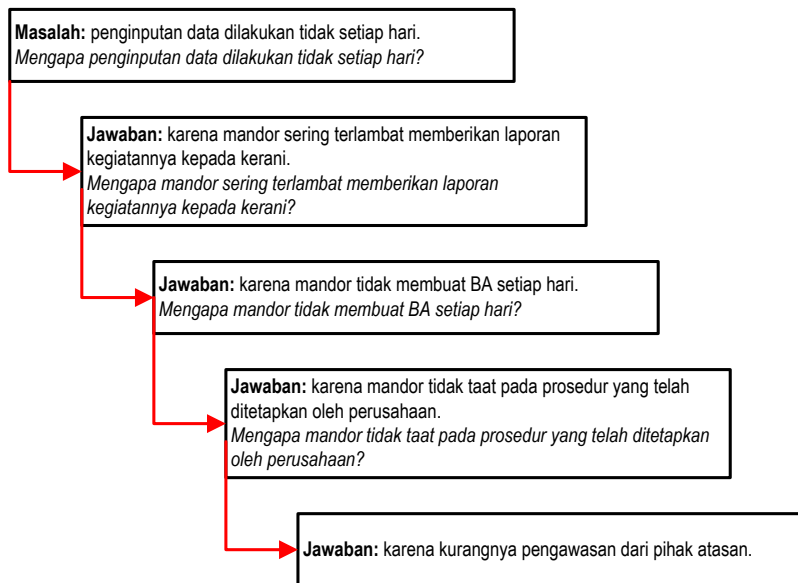 Masalah: penginputan data dilakukan tidak setiap hari.
Mengapa penginputan data dilakukan tidak setiap hari?
Jawaban: karena mandor sering terlambat memberikan laporan
kegiatannya kepada kerani.
Mengapa mandor sering terlambat memberikan laporan
kegiatannya kepada kerani?
Jawaban: karena mandor tidak membuat BA setiap hari.
Mengapa mandor tidak membuat BA setiap hari?
Jawaban: karena mandor tidak taat pada prosedur yang telah
ditetapkan oleh perusahaan.
Mengapa mandor tidak taat pada prosedur yang telah ditetapkan
oleh perusahaan?
Jawaban: karena kurangnya pengawasan dari pihak atasan.